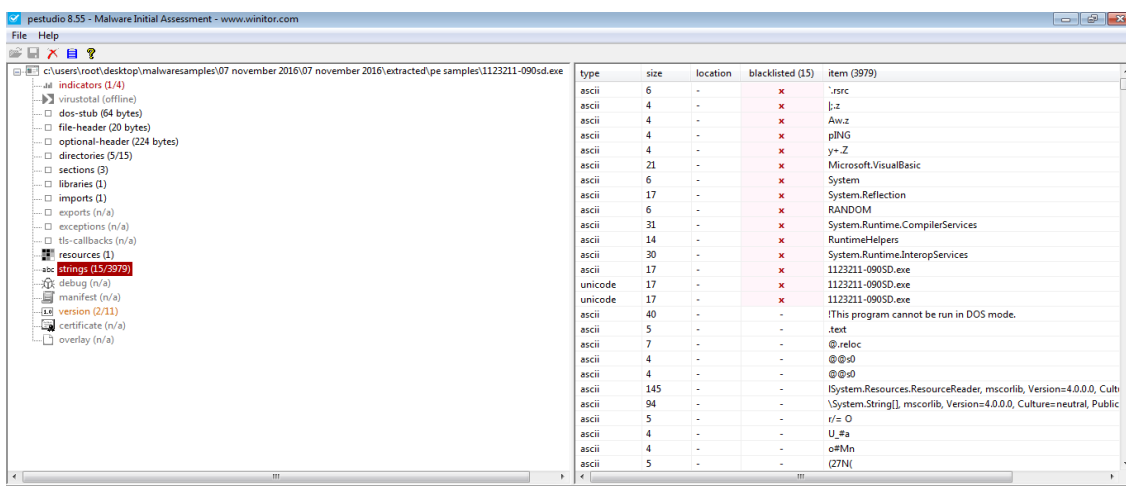 pestudio 8.55 - Malware Initial Assessment - www.winitor.com
File Help
c:\users\root\desktop\malwaresamples\07 november 2016\07 november 2016\extracted\pe samples\1123211-090sd.exe
indicators (1/4)
virustotal (offline)
dos-stub (64 bytes)
file-header (20 bytes)
optional-header (224 bytes)
directories (5/15)
sections (3)
libraries (1)
imports (1)
exports (n/a)
exceptions (n/a)
tls-callbacks (n/a)
resources (1)
abc strings (15/3979)
debug (n/a)
manifest (n/a)
1.0 version (2/11)
certificate (n/a)
overlay (n/a)
type size location blacklisted (15) item (3979)
ascii 6 - x `.rsrc
ascii 4 - x |;.z
ascii 4 - x Aw.z
ascii 4 - x pING
ascii 4 - x y+.Z
ascii 21 - x Microsoft.VisualBasic
ascii 6 - x System
ascii 17 - x System.Reflection
ascii 6 - x RANDOM
ascii 31 - x System.Runtime.CompilerServices
ascii 14 - x RuntimeHelpers
ascii 30 - x System.Runtime.InteropServices
ascii 17 - x 1123211-090SD.exe
unicode 17 - x 1123211-090SD.exe
unicode 17 - x 1123211-090SD.exe
ascii 40 - - !This program cannot be run in DOS mode.
ascii 5 - - .text
ascii 7 - - @.reloc
ascii 4 - - @@s0
ascii 4 - - @@s0
ascii 145 - - lSystem.Resources.ResourceReader, mscorlib, Version=4.0.0.0, Cultu
ascii 94 - - \System.String[], mscorlib, Version=4.0.0.0, Culture=neutral, Public
ascii 5 - - r/= O
ascii 4 - - U_#a
ascii 4 - - o#Mn
ascii 5 - - (27N(